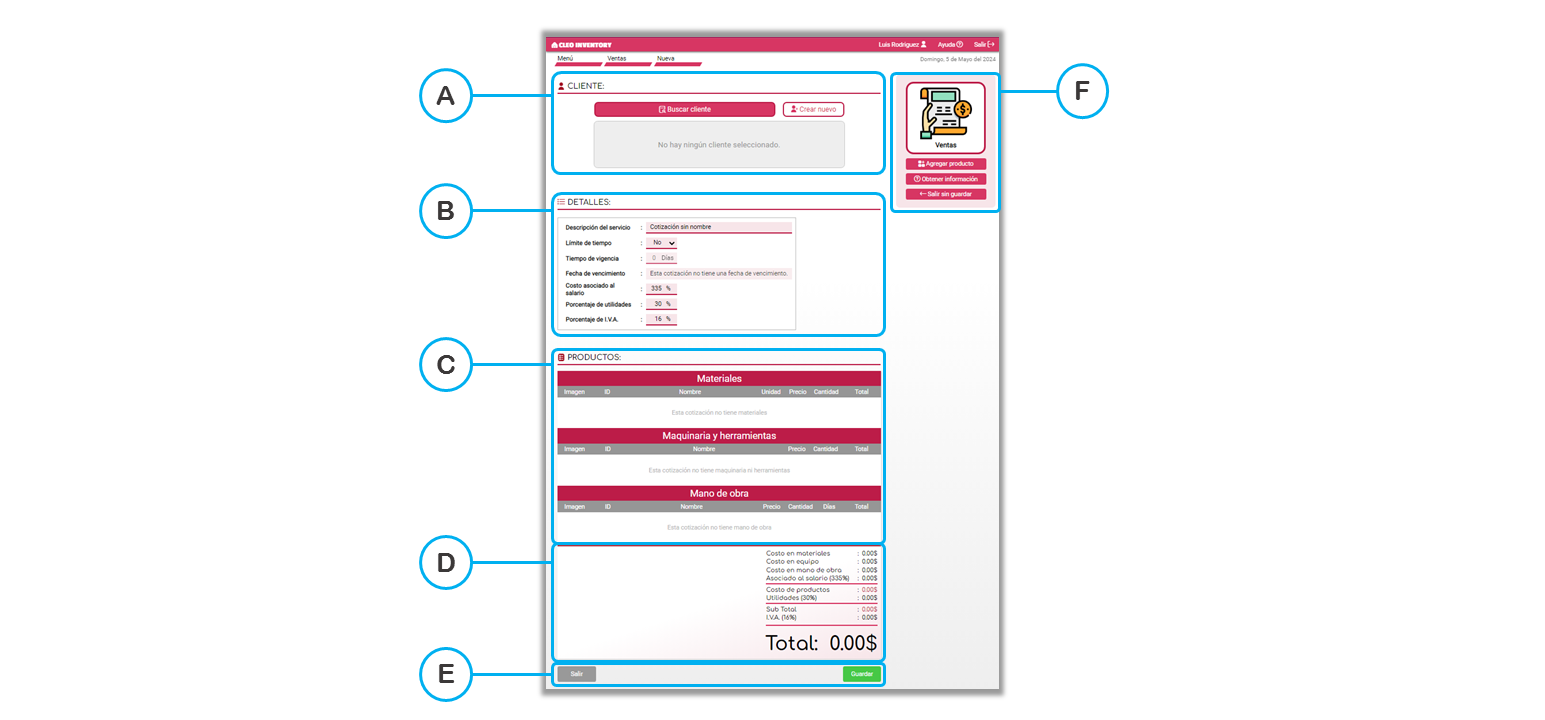 CLEO INVENTORY
Luis Rodriguez Ayuda Salir
Menú Ventas Nueva
Domingo, 5 de Mayo del 2024
A
CLIENTE:
Buscar cliente Crear nuevo
No hay ningún cliente seleccionado.
F
Ventas
Agregar producto
Obtener información
Salir sin guardar
B
DETALLES:
Descripción del servicio : Cotización sin nombre
Límite de tiempo : No
Tiempo de vigencia : 0 Días
Fecha de vencimiento : Esta cotización no tiene una fecha de vencimiento.
Costo asociado al
salario : 335 %
Porcentaje de utilidades : 30 %
Porcentaje de I.V.A. : 16 %
C
PRODUCTOS:
Materiales
Imagen ID Nombre Unidad Precio Cantidad Total
Esta cotización no tiene materiales
Maquinaria y herramientas
Imagen ID Nombre Precio Cantidad Total
Esta cotización no tiene maquinaria ni herramientas
Mano de obra
Imagen ID Nombre Precio Cantidad Días Total
Esta cotización no tiene mano de obra
D
Costo en materiales : 0.00$
Costo en equipo : 0.00$
Costo en mano de obra : 0.00$
Asociado al salario (335%) : 0.00$
Costo de productos : 0.00$
Utilidades (30%) : 0.00$
Sub Total : 0.00$
I.V.A. (16%) : 0.00$
Total: 0.00$
E
Salir Guardar